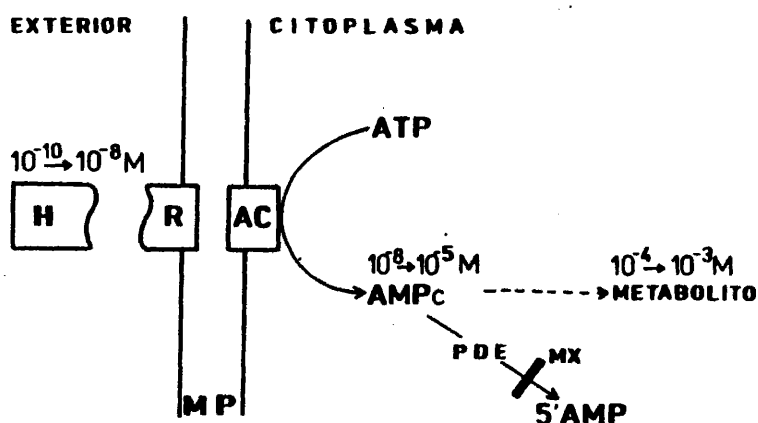 EXTERIOR
CITOPLASMA
ATP
10⁻¹⁰→10⁻⁸M
H
R
AC
10⁻⁸→10⁻⁵M
10⁻⁴→10⁻³M
AMPc
METABOLITO
PDE
MX
MP
5'AMP